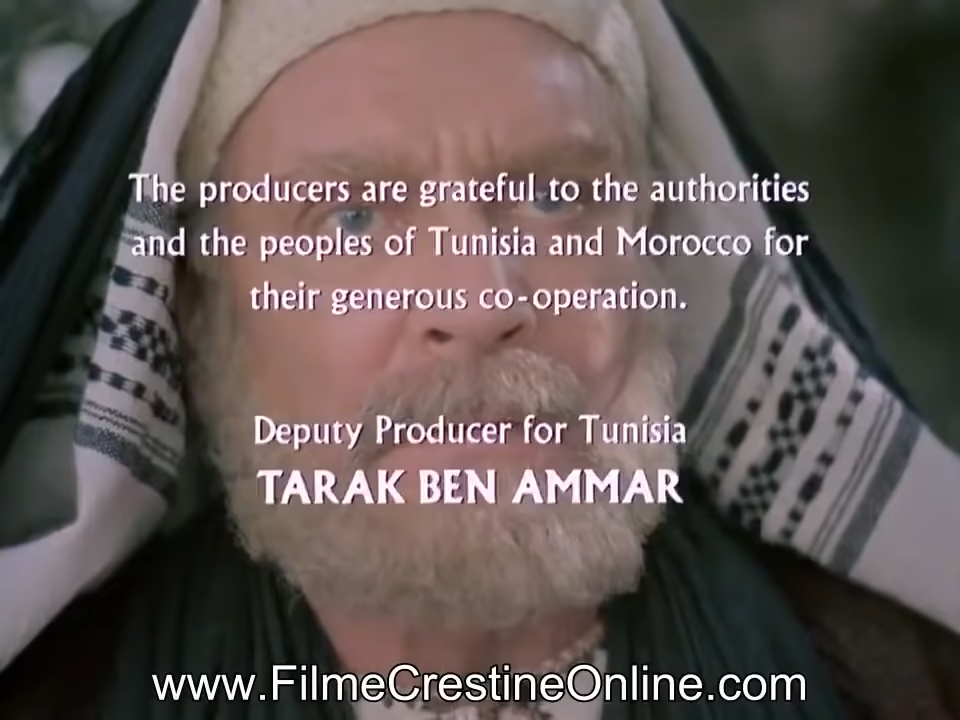 The producers are grateful to the authorities
and the peoples of Tunisia and Morocco for
their generous co-operation.
Deputy Producer for Tunisia
TARAK BEN AMMAR
www.FilmeCrestineOnline.com